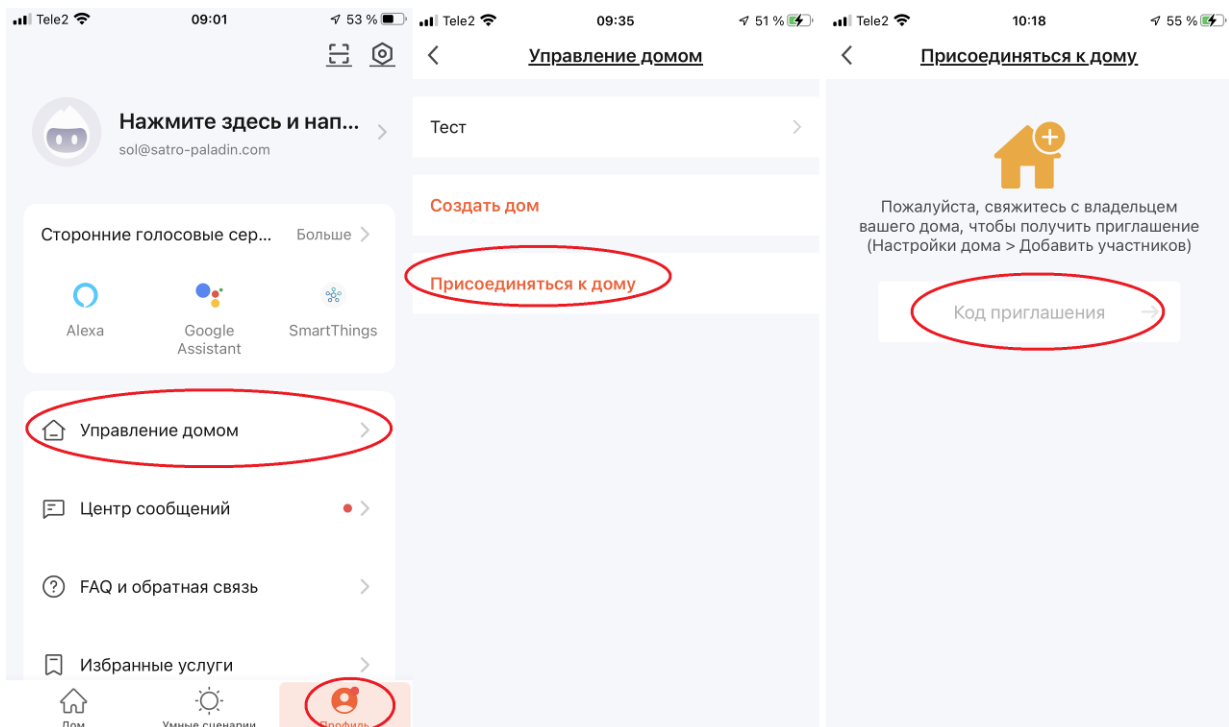 Tele2 09:01 53 %
Нажмите здесь и нап...
sol@satro-paladin.com
Сторонние голосовые сер... Больше
Alexa
Google
Assistant
SmartThings
Управление домом
Центр сообщений
FAQ и обратная связь
Избранные услуги
Дом
Умные сценарии
Профиль
Tele2 09:35 51 %
Управление домом
Тест
Создать дом
Присоединяться к дому
Tele2 10:18 55 %
Присоединяться к дому
Пожалуйста, свяжитесь с владельцем
вашего дома, чтобы получить приглашение
(Настройки дома > Добавить участников)
Код приглашения